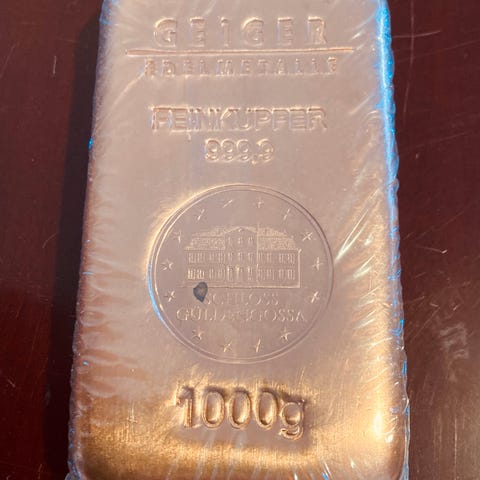 GEIGER
EDELMETALLE
FEINKUPFER
999,9
SCHLOSS
GÜLDENGOSSA
1000g